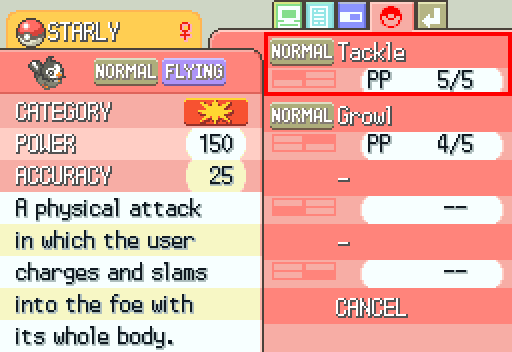 STARLY ♀
NORMAL FLYING
CATEGORY
POWER 150
ACCURACY 25
A physical attack
in which the user
charges and slams
into the foe with
its whole body.
NORMAL Tackle
PP 5/5
NORMAL Growl
PP 4/5
–
--
–
--
CANCEL